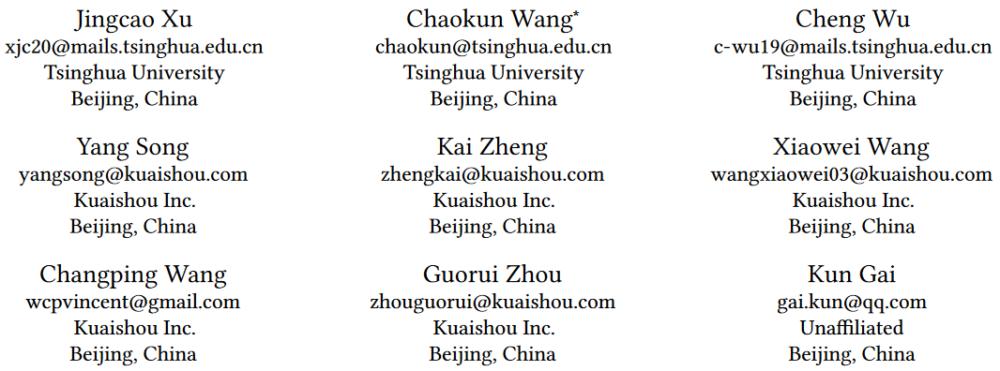 Jingcao Xu
xjc20@mails.tsinghua.edu.cn
Tsinghua University
Beijing, China
Chaokun Wang*
chaokun@tsinghua.edu.cn
Tsinghua University
Beijing, China
Cheng Wu
c-wu19@mails.tsinghua.edu.cn
Tsinghua University
Beijing, China
Yang Song
yangsong@kuaishou.com
Kuaishou Inc.
Beijing, China
Kai Zheng
zhengkai@kuaishou.com
Kuaishou Inc.
Beijing, China
Xiaowei Wang
wangxiaowei03@kuaishou.com
Kuaishou Inc.
Beijing, China
Changping Wang
wcpvincent@gmail.com
Kuaishou Inc.
Beijing, China
Guorui Zhou
zhouguorui@kuaishou.com
Kuaishou Inc.
Beijing, China
Kun Gai
gai.kun@qq.com
Unaffiliated
Beijing, China